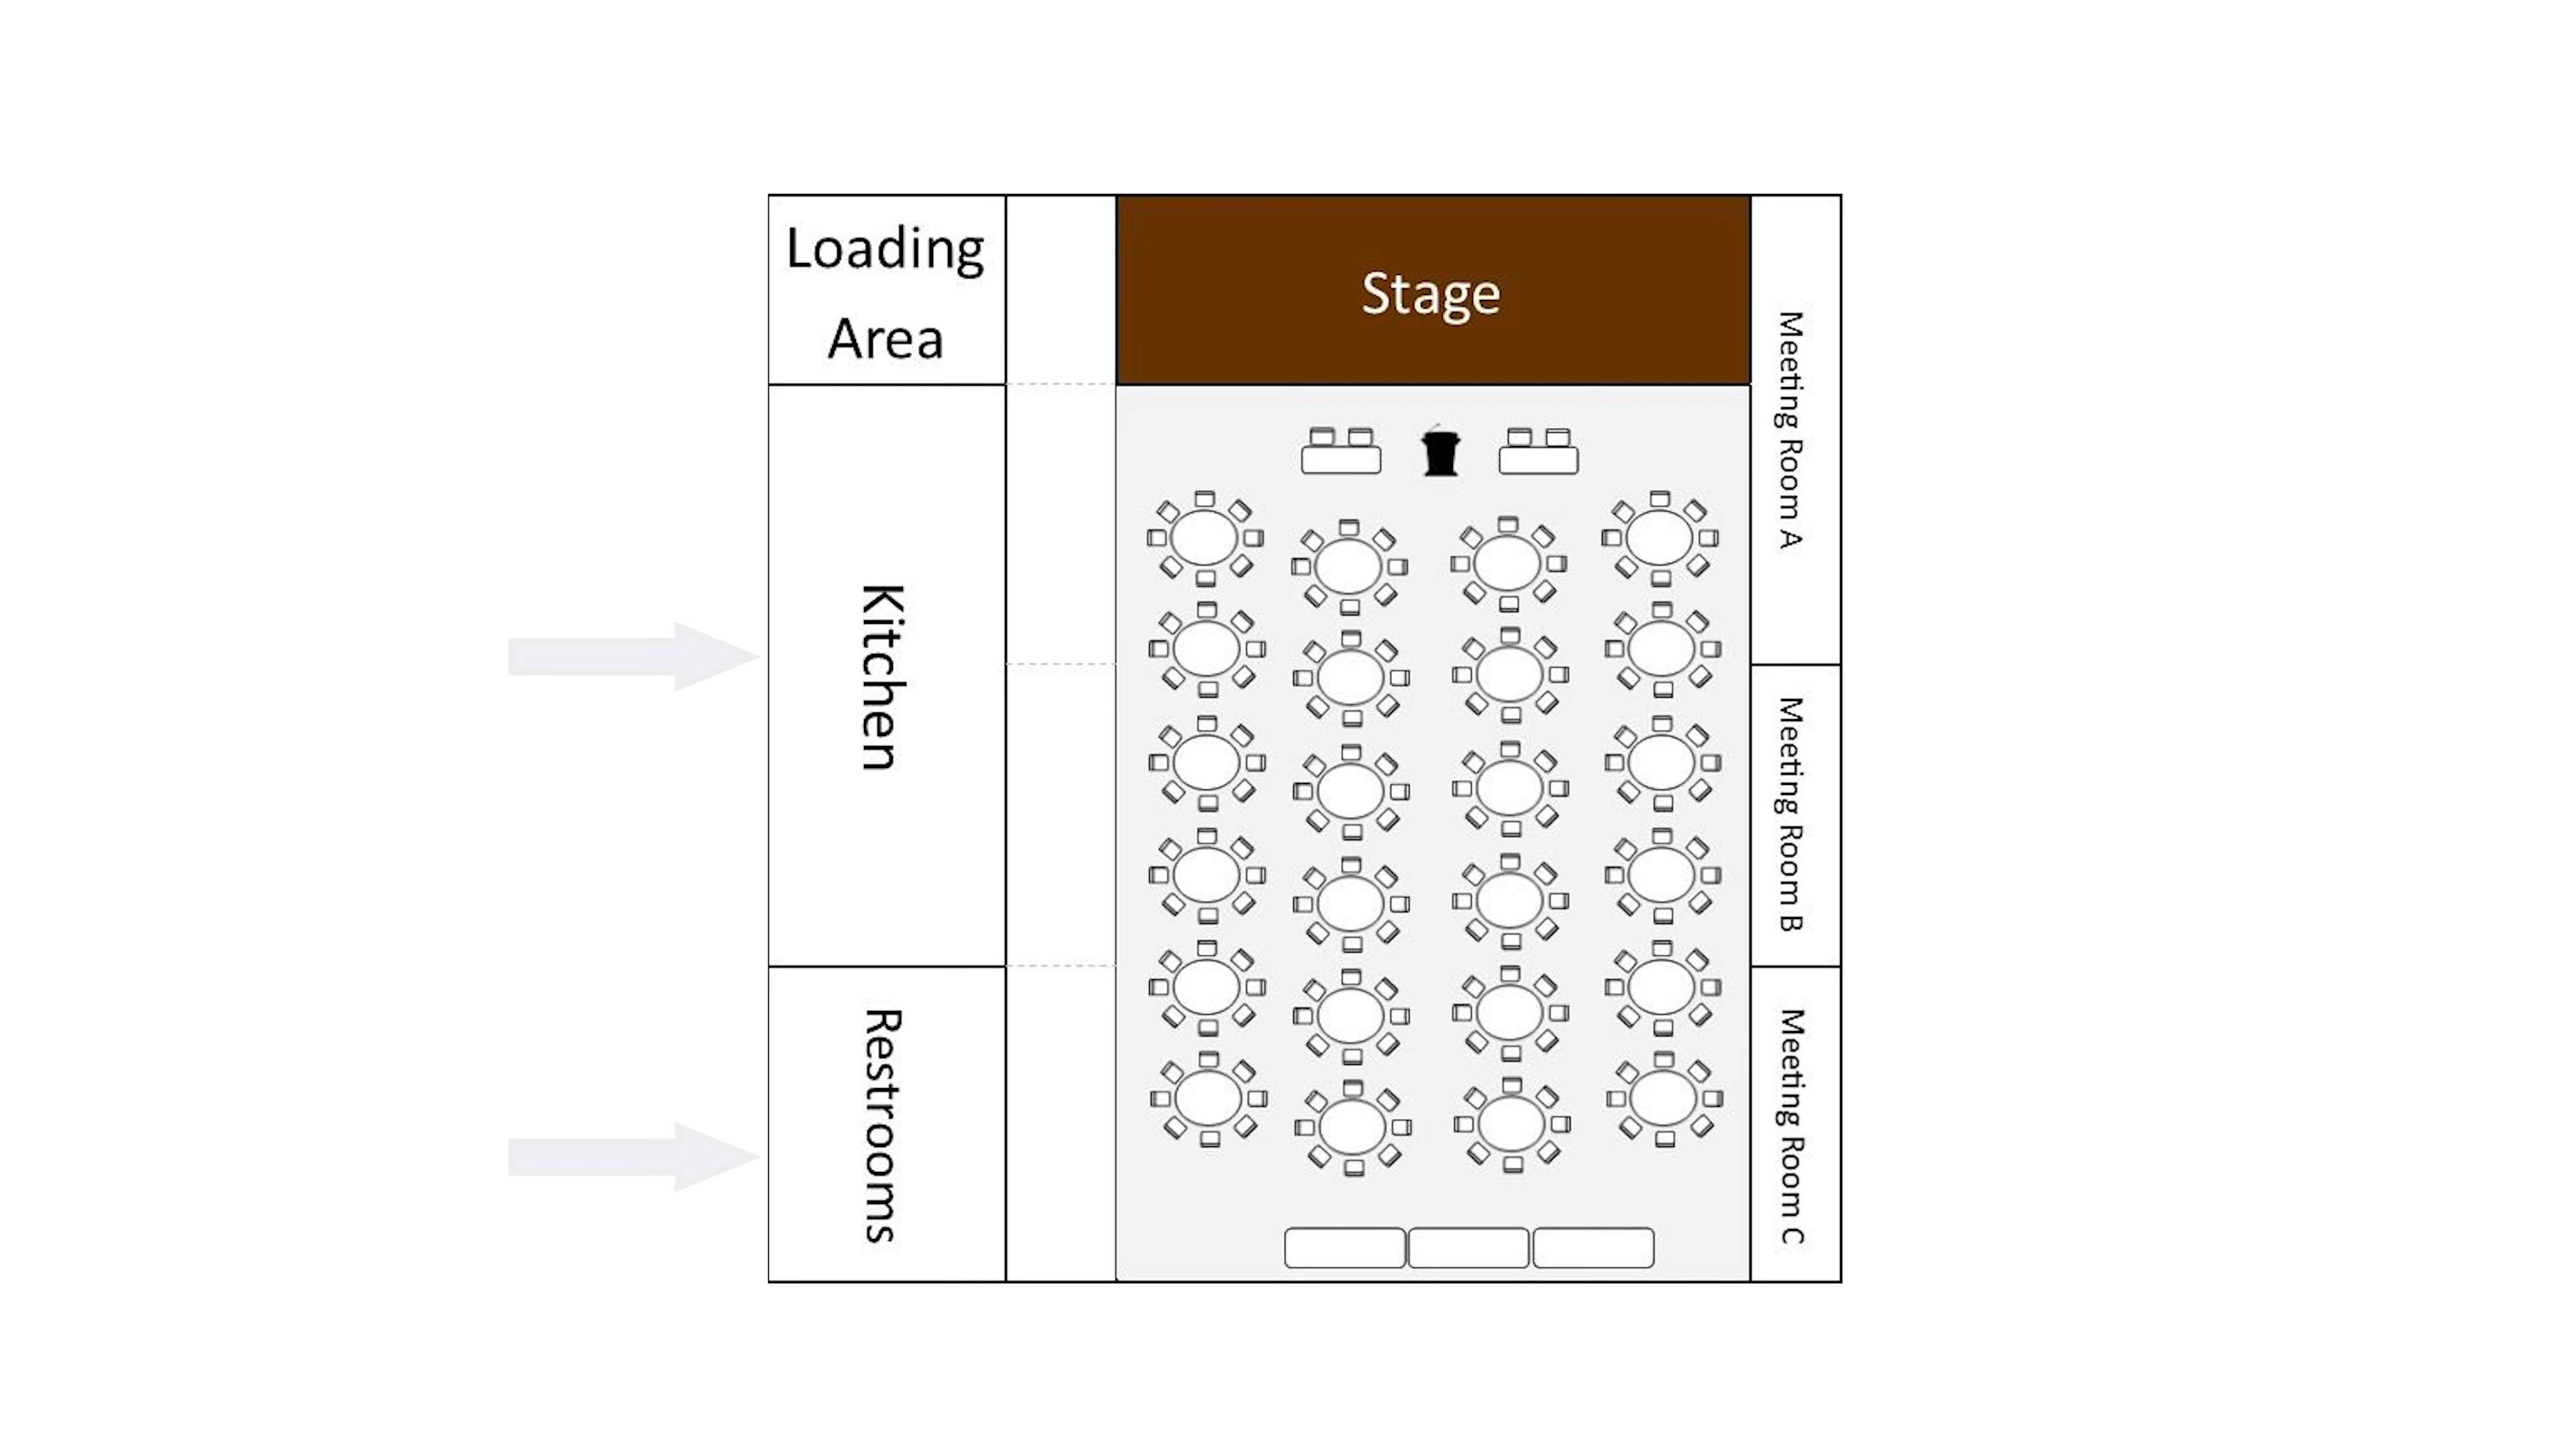 Loading
Area
Stage
Meeting Room A
Kitchen
Meeting Room B
Restrooms
Meeting Room C